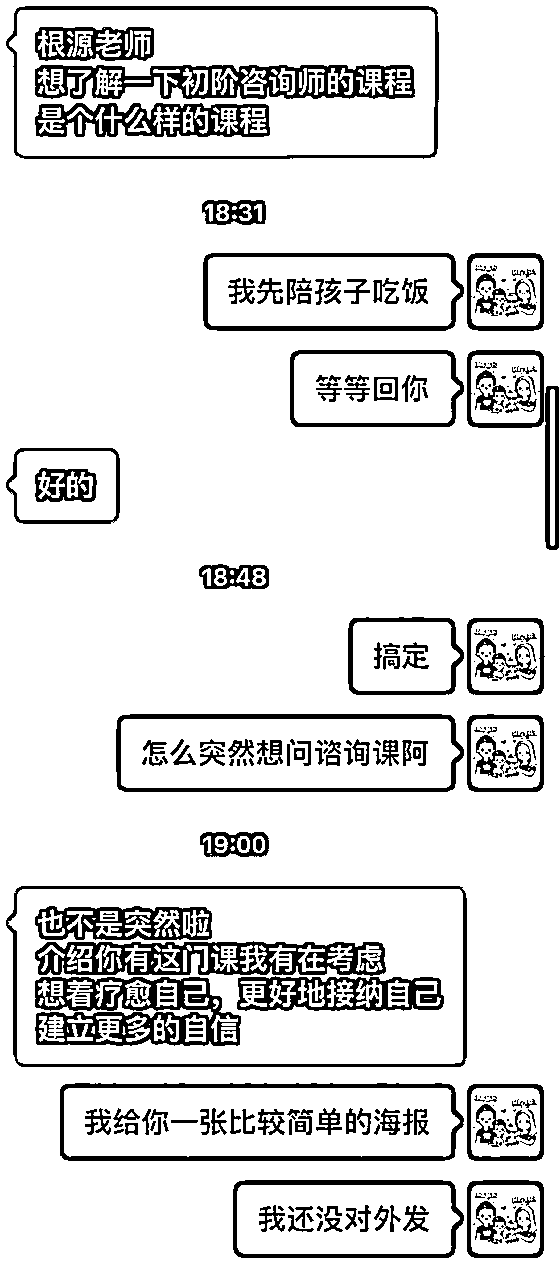 根源老师
想了解一下初阶咨询师的课程
是个什么样的课程
18:31
我先陪孩子吃饭
等等回你
好的
18:48
搞定
怎么突然想问谘询课阿
19:00
也不是突然啦
介绍你有这门课我有在考虑
想着疗愈自己，更好地接纳自己
建立更多的自信
我给你一张比较简单的海报
我还没对外发